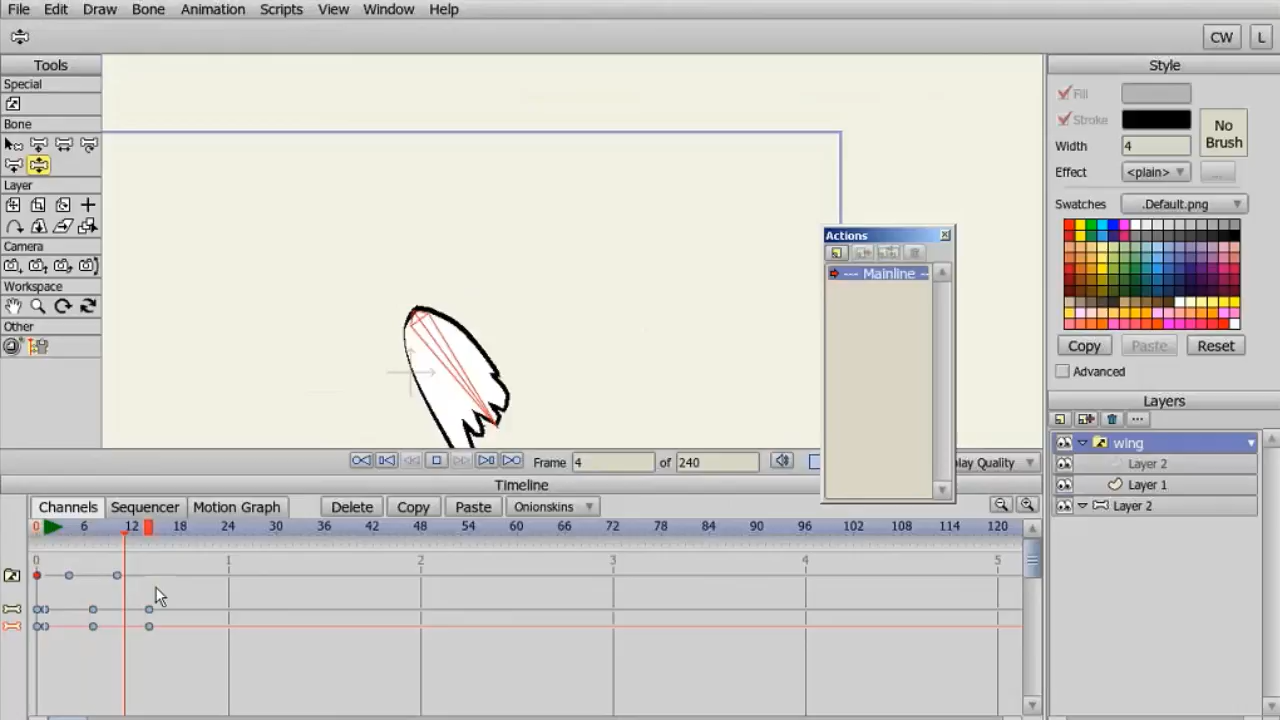 File Edit Draw Bone Animation Scripts View Window Help
CW L
Tools
Special
Bone
Layer
Camera
Workspace
Other
Style
Fill
Stroke
No Brush
Width 4
Effect <plain> ...
Swatches .Default.png
Copy Paste Reset
Advanced
Actions
--- Mainline --
Layers
wing
Layer 2
Layer 1
Layer 2
Frame 4 of 240
lay Quality
Timeline
Channels Sequencer Motion Graph Delete Copy Paste Onionskins
0 6 12 18 24 30 36 42 48 54 60 66 72 78 84 90 96 102 108 114 120
0 1 2 3 4 5